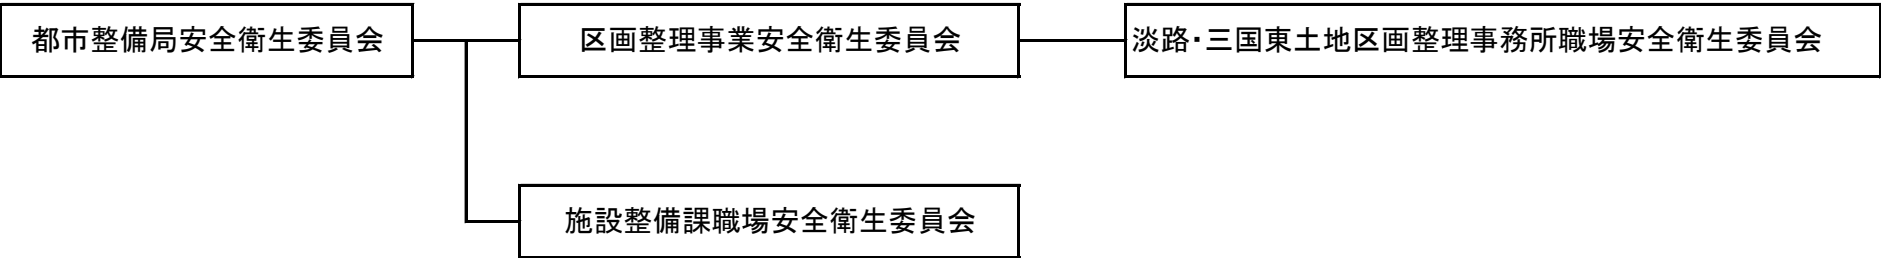 都市整備局安全衛生委員会
区画整理事業安全衛生委員会
淡路・三国東土地区画整理事務所職場安全衛生委員会
施設整備課職場安全衛生委員会